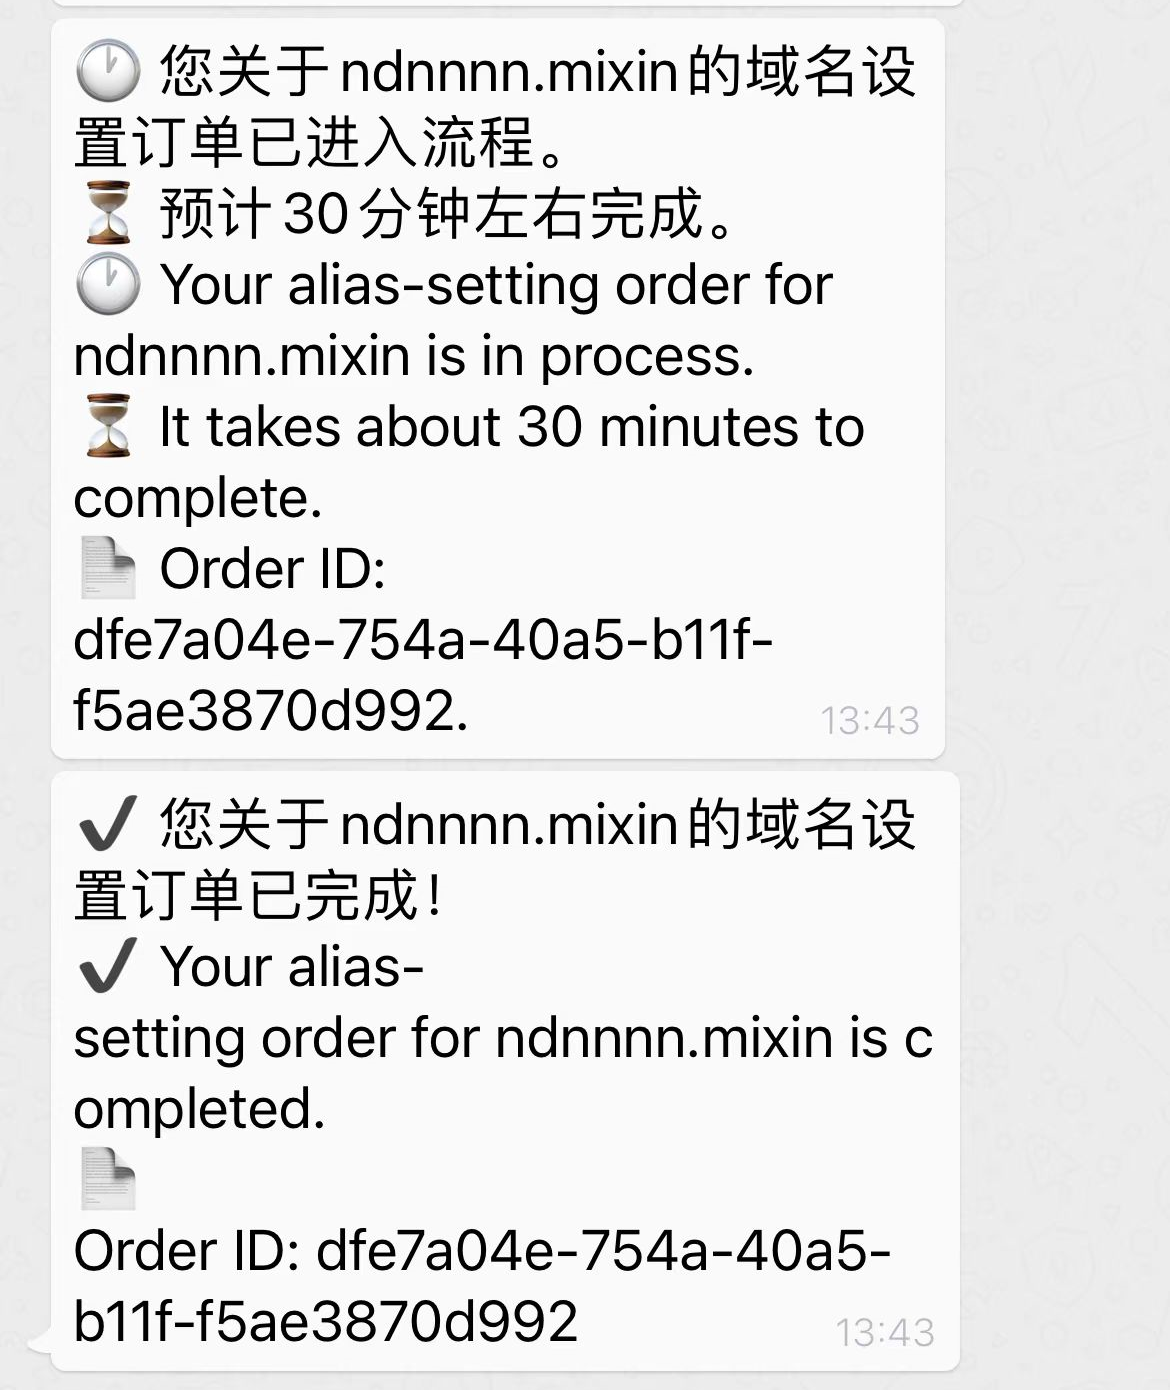 🕐 您关于ndnnnn.mixin的域名设
置订单已进入流程。
⏳ 预计30分钟左右完成。
🕐 Your alias-setting order for
ndnnnn.mixin is in process.
⏳ It takes about 30 minutes to
complete.
📄 Order ID:
dfe7a04e-754a-40a5-b11f-
f5ae3870d992.
13:43
✔️ 您关于ndnnnn.mixin的域名设
置订单已完成！
✔️ Your alias-
setting order for ndnnnn.mixin is c
ompleted.
📄
Order ID: dfe7a04e-754a-40a5-
b11f-f5ae3870d992
13:43